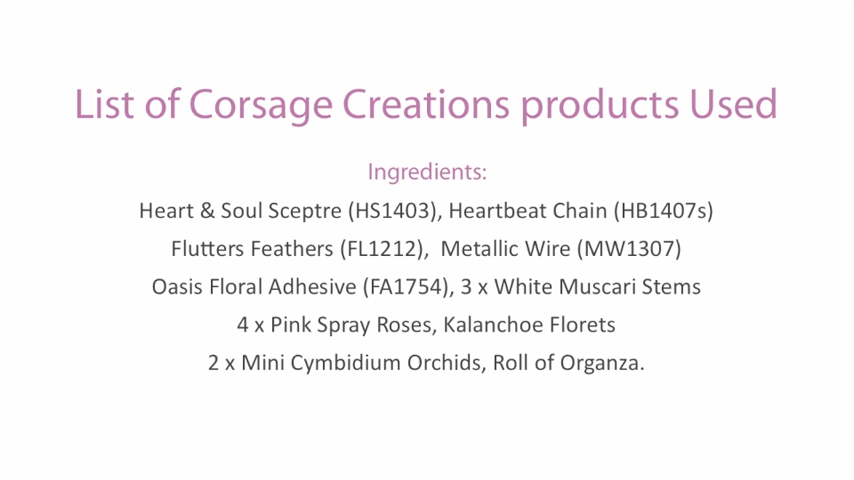 List of Corsage Creations products Used
Ingredients:
Heart & Soul Sceptre (HS1403), Heartbeat Chain (HB1407s)
Flutters Feathers (FL1212),  Metallic Wire (MW1307)
Oasis Floral Adhesive (FA1754), 3 x White Muscari Stems
4 x Pink Spray Roses, Kalanchoe Florets
2 x Mini Cymbidium Orchids, Roll of Organza.